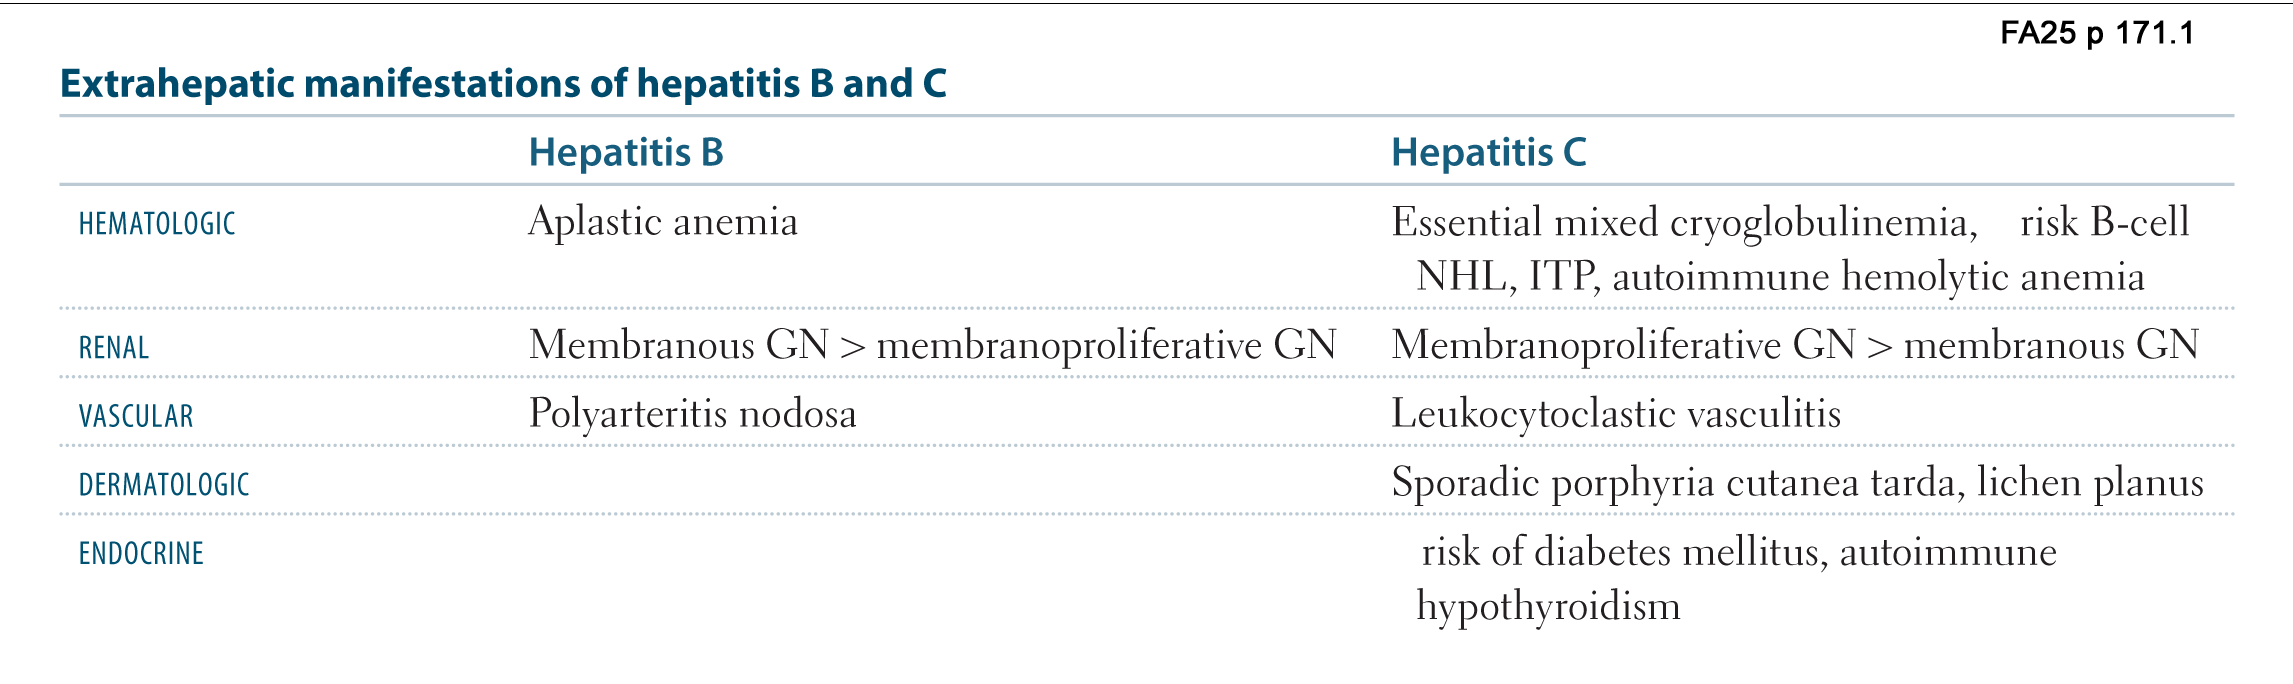 FA25 p 171.1
Extrahepatic manifestations of hepatitis B and C
Hepatitis B Hepatitis C
HEMATOLOGIC Aplastic anemia Essential mixed cryoglobulinemia, risk B-cell
NHL, ITP, autoimmune hemolytic anemia
RENAL Membranous GN > membranoproliferative GN Membranoproliferative GN > membranous GN
VASCULAR Polyarteritis nodosa Leukocytoclastic vasculitis
DERMATOLOGIC Sporadic porphyria cutanea tarda, lichen planus
ENDOCRINE risk of diabetes mellitus, autoimmune
hypothyroidism